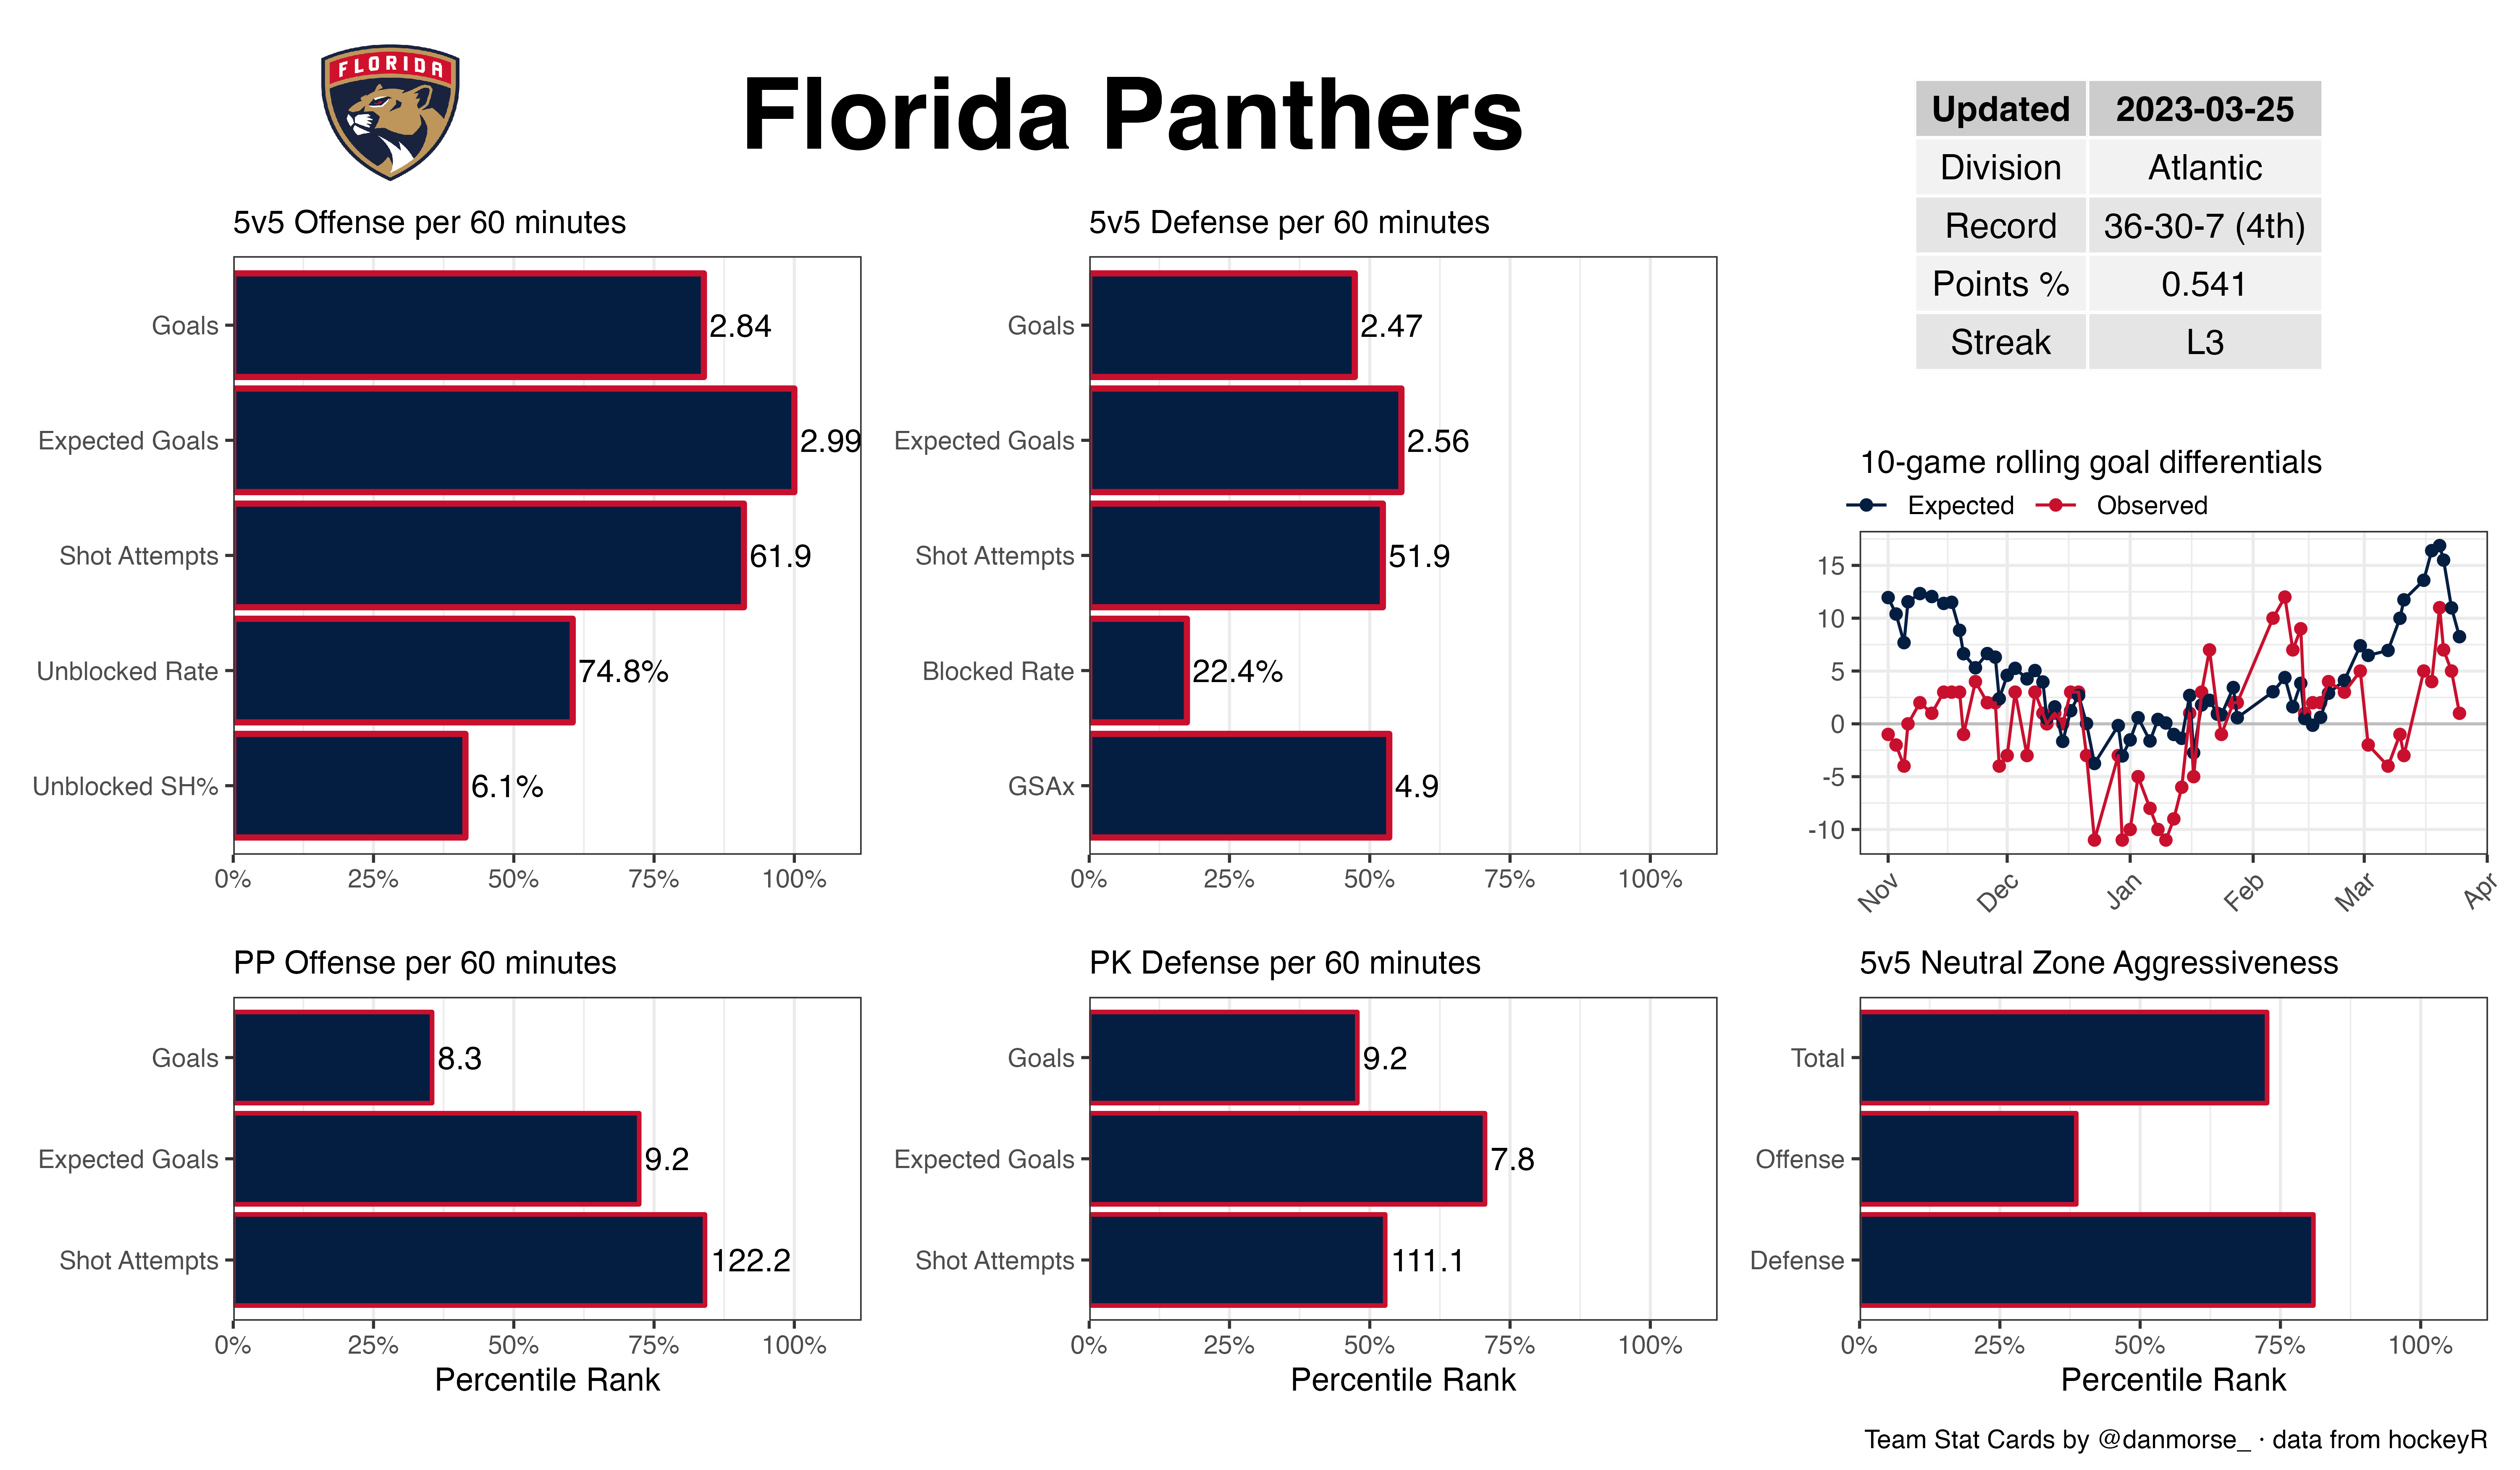 FLORIDA
Florida Panthers
Updated 2023-03-25
Division Atlantic
Record 36-30-7 (4th)
Points % 0.541
Streak L3
5v5 Offense per 60 minutes
Goals 2.84
Expected Goals 2.99
Shot Attempts 61.9
Unblocked Rate 74.8%
Unblocked SH% 6.1%
0% 25% 50% 75% 100%
5v5 Defense per 60 minutes
Goals 2.47
Expected Goals 2.56
Shot Attempts 51.9
Blocked Rate 22.4%
GSAx 4.9
0% 25% 50% 75% 100%
10-game rolling goal differentials
Expected Observed
15
10
5
0
-5
-10
Nov Dec Jan Feb Mar Apr
PP Offense per 60 minutes
Goals 8.3
Expected Goals 9.2
Shot Attempts 122.2
0% 25% 50% 75% 100%
Percentile Rank
PK Defense per 60 minutes
Goals 9.2
Expected Goals 7.8
Shot Attempts 111.1
0% 25% 50% 75% 100%
Percentile Rank
5v5 Neutral Zone Aggressiveness
Total
Offense
Defense
0% 25% 50% 75% 100%
Percentile Rank
Team Stat Cards by @danmorse_ · data from hockeyR